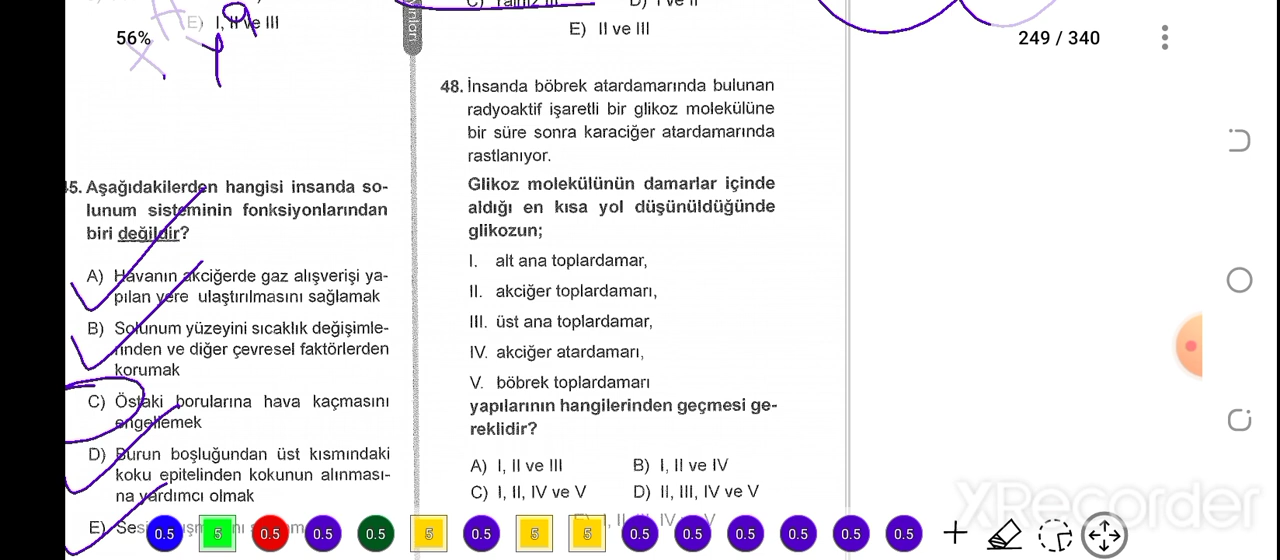 E) I, II ve III
56%
E) II ve III
249 / 340
45. Aşağıdakilerden hangisi insanda so-
lunum sisteminin fonksiyonlarından
biri değildir?
A) Havanın akciğerde gaz alışverişi ya-
pılan yere ulaştırılmasını sağlamak
B) Solunum yüzeyini sıcaklık değişimle-
rinden ve diğer çevresel faktörlerden
korumak
C) Östaki borularına hava kaçmasını
engellemek
D) Burun boşluğundan üst kısmındaki
koku epitelinden kokunun alınması-
na yardımcı olmak
E)
48. İnsanda böbrek atardamarında bulunan
radyoaktif işaretli bir glikoz molekülüne
bir süre sonra karaciğer atardamarında
rastlanıyor.
Glikoz molekülünün damarlar içinde
aldığı en kısa yol düşünüldüğünde
glikozun;
I. alt ana toplardamar,
II. akciğer toplardamarı,
III. üst ana toplardamar,
IV. akciğer atardamarı,
V. böbrek toplardamarı
yapılarının hangilerinden geçmesi ge-
reklidir?
A) I, II ve III B) I, II ve IV
C) I, II, IV ve V D) II, III, IV ve V
0.5 5 0.5 0.5 0.5 5 0.5 5 5 0.5 0.5 0.5 0.5 0.5 0.5
XRecorder